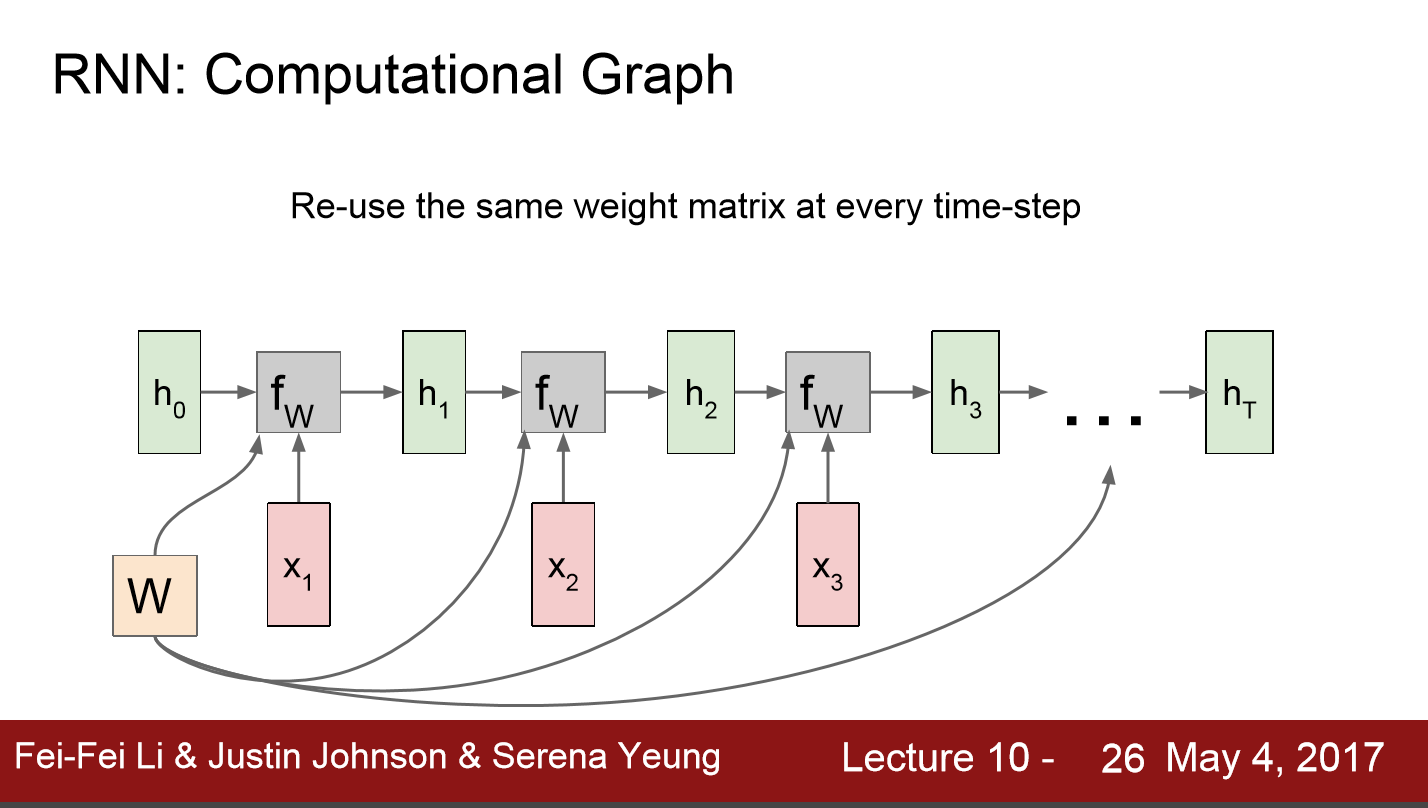 RNN: Computational Graph
Re-use the same weight matrix at every time-step
h0 fW h1 fW h2 fW h3 ... hT
W x1 x2 x3
Fei-Fei Li & Justin Johnson & Serena Yeung Lecture 10 - 26 May 4, 2017